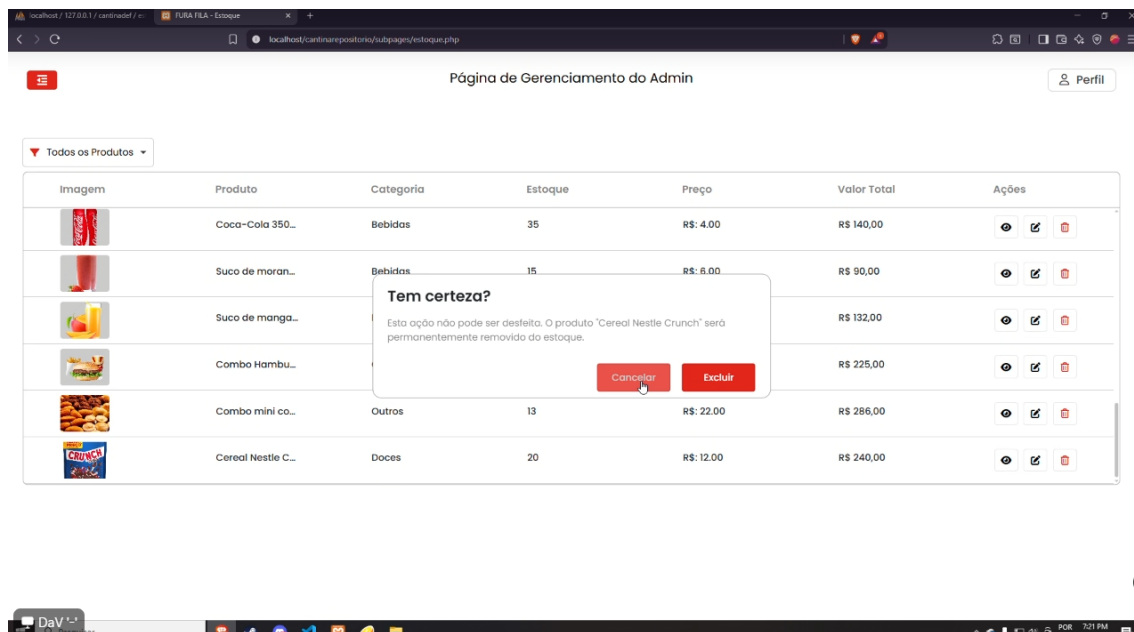 localhost / 127.0.0.1 / cantinadef / es
FURA FILA - Estoque
localhost/cantinarepositorio/subpages/estoque.php
Página de Gerenciamento do Admin
Perfil
Todos os Produtos
Imagem Produto Categoria Estoque Preço Valor Total Ações
Coca-Cola 350... Bebidas 35 R$: 4.00 R$ 140,00
Suco de moran... Bebidas 15 R$: 6.00 R$ 90,00
Suco de manga... R$ 132,00
Combo Hambu... R$ 225,00
Tem certeza?
Esta ação não pode ser desfeita. O produto "Cereal Nestle Crunch" será
permanentemente removido do estoque.
Cancelar Excluir
Combo mini co... Outros 13 R$: 22.00 R$ 286,00
CRUNCH
Cereal Nestle C... Doces 20 R$: 12.00 R$ 240,00
DaV '-'
POR 7:21 PM